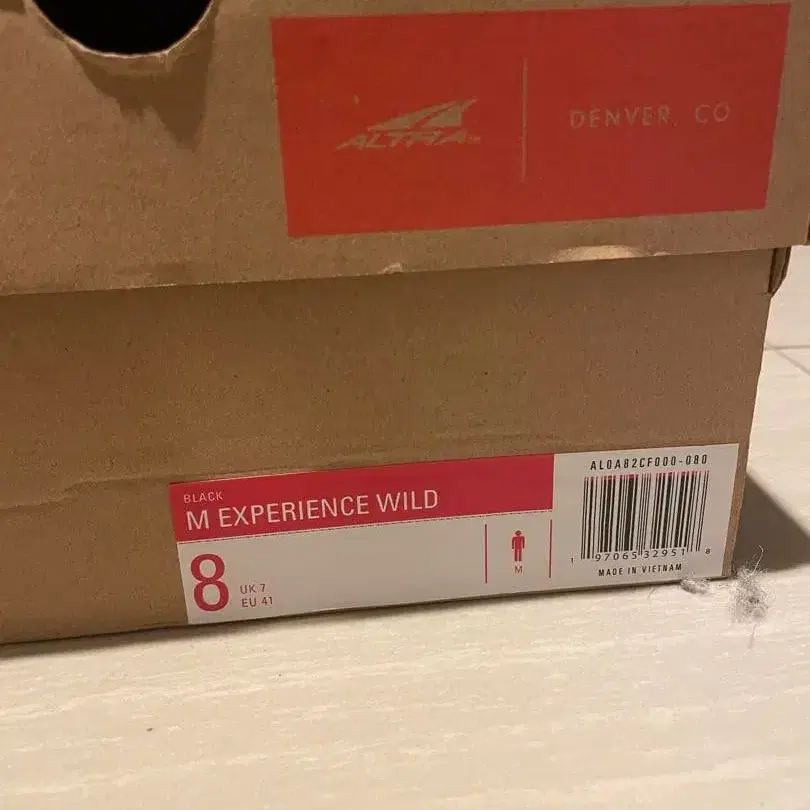 ALTRA
DENVER, CO
BLACK
M EXPERIENCE WILD
8
UK 7
EU 41
M
AL0A82CF000-080
1 97065 32951 8
MADE IN VIETNAM